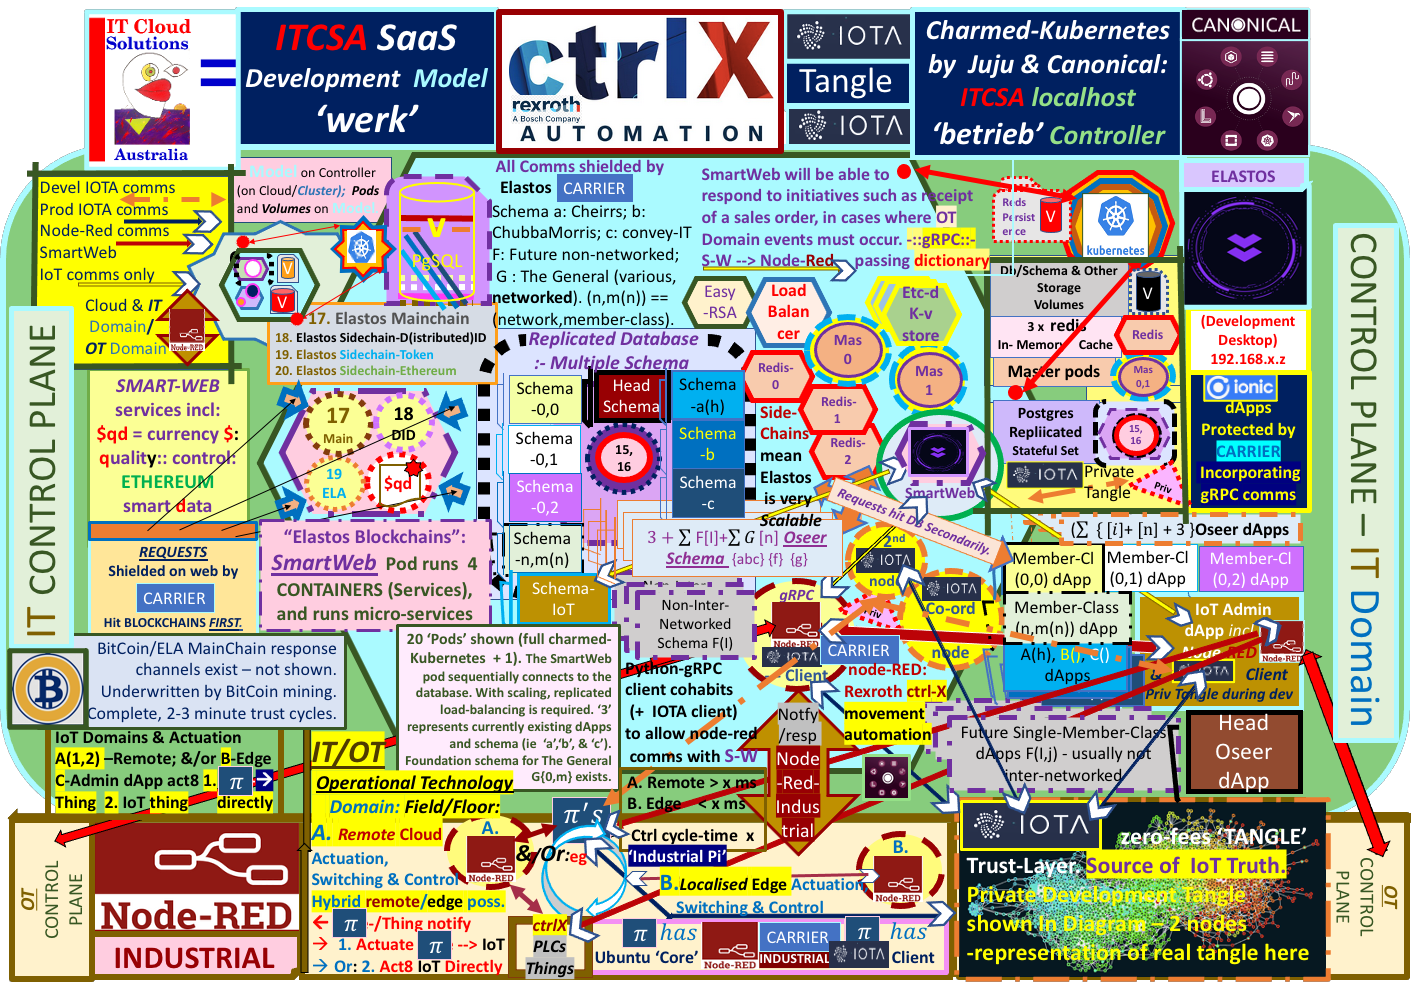 IT Cloud
Solutions
Australia
=
ITCSA SaaS
Development Model
‘werk’
ctrlX
rexroth
A Bosch Company
AUTOMATION
IOTA
Tangle
IOTA
Charmed-Kubernetes
by Juju & Canonical:
ITCSA localhost
‘betrieb’ Controller
CANONICAL
Devel IOTA comms
Prod IOTA comms
Node-Red comms
SmartWeb
IoT comms only
Cloud & IT
Domain/
OT Domain
Node-RED
Model on Controller
(on Cloud/Cluster); Pods
and Volumes on Model.
V
V
V
PgSQL
All Comms shielded by
Elastos CARRIER
Schema a: Cheirrs; b:
ChubbaMorris; c: convey-IT
F: Future non-networked;
G : The General (various,
networked). (n,m(n)) ==
(network,member-class).
SmartWeb will be able to
respond to initiatives such as receipt
of a sales order, in cases where OT
Domain events must occur. -::gRPC::-
S-W --> Node-Red passing dictionary
Reds
Persist
ence
V
kubernetes
ELASTOS
17. Elastos Mainchain
18. Elastos Sidechain-D(istributed)ID
19. Elastos Sidechain-Token
20. Elastos Sidechain-Ethereum
Easy
-RSA
Load
Balan
cer
Etc-d
K-v
store
Mas
0
Mas
1
Redis-
0
Redis-
1
Redis-
2
Db/Schema & Other
Storage
Volumes
V
3 x redis
In- Memory Cache
Redis
Master pods
Mas
0,1
Postgres
Repliicated
Stateful Set
15,
16
IOTA Private
Tangle
Priv
(Development
Desktop)
192.168.x.z
ionic
dApps
Protected by
CARRIER
Incorporating
gRPC comms
IT CONTROL PLANE
CONTROL PLANE – IT Domain
SMART-WEB
services incl:
$qd = currency $:
quality:: control:
ETHEREUM
smart data
REQUESTS
Shielded on web by
CARRIER
Hit BLOCKCHAINS FIRST.
17
Main
18
DID
19
ELA
$qd
“Elastos Blockchains”:
SmartWeb Pod runs 4
CONTAINERS (Services),
and runs micro-services
Replicated Database
:- Multiple Schema
Schema
-0,0
Schema
-0,1
Schema
-0,2
Schema
-n,m(n)
Schema-
IoT
Head
Schema
15,
16
Schema
-a(h)
Schema
-b
Schema
-c
Side-
Chains
mean
Elastos
is very
Scalable
SmartWeb
Requests hit DB Secondarily.
3 + ∑ F[I]+∑ G [n] Oseer
Schema {abc} {f} {g}
(∑ { [i]+ [n] + 3 }Oseer dApps
Member-Cl
(0,0) dApp
Member-Cl
(0,1) dApp
Member-Cl
(0,2) dApp
Member-Class
(n,m(n)) dApp
A(h), B(), C()
dApps
IoT Admin
dApp incl
Node-RED
IOTA
& Client
Priv Tangle during dev
Node-RED
Non-Inter-
Networked
Schema F(I)
gRPC
Node-RED
IOTA
Client
CARRIER
Priv
2nd
IOTA
node
IOTA
Co-ord
node
node-RED:
Rexroth ctrl-X
movement
automation
Python-gRPC
client cohabits
(+ IOTA client)
to allow node-red
comms with S-W
Notfy
/resp
Node
-Red-
Indus
trial
Future Single-Member-Class
dApps F(I,j) - usually not
inter-networked
Head
Oseer
dApp
BitCoin/ELA MainChain response
channels exist – not shown.
Underwritten by BitCoin mining.
Complete, 2-3 minute trust cycles.
20 ‘Pods’ shown (full charmed-
Kubernetes + 1). The SmartWeb
pod sequentially connects to the
database. With scaling, replicated
load-balancing is required. ‘3’
represents currently existing dApps
and schema (ie ‘a’,‘b’, & ‘c’).
Foundation schema for The General
G{0,m} exists.
IoT Domains & Actuation
A(1,2) –Remote; &/or B-Edge
C-Admin dApp act8 1. π →
Thing 2. IoT thing directly
IT/OT
Operational Technology
Domain: Field/Floor:
A. Remote Cloud
Actuation,
Switching & Control
Hybrid remote/edge poss.
← π -/Thing notify
→ 1. Actuate π --> IoT
→ Or: 2. Act8 IoT Directly
A.
Node-RED
& Or:eg
π’s
A. Remote > x ms
B. Edge < x ms
Ctrl cycle-time x
‘Industrial Pi’
B.Localised Edge Actuation
Switching & Control
B.
Node-RED
ctrlX
PLCs
Things
π has
Ubuntu ‘Core’
Node-RED
CARRIER
INDUSTRIAL
π has
IOTA Client
OT
CONTROL
PLANE
Node-RED
INDUSTRIAL
IOTA
zero-fees ‘TANGLE’
Trust-Layer. Source of IoT Truth.
Private Development Tangle
shown In Diagram – 2 nodes
-representation of real tangle here
OT
CONTROL
PLANE